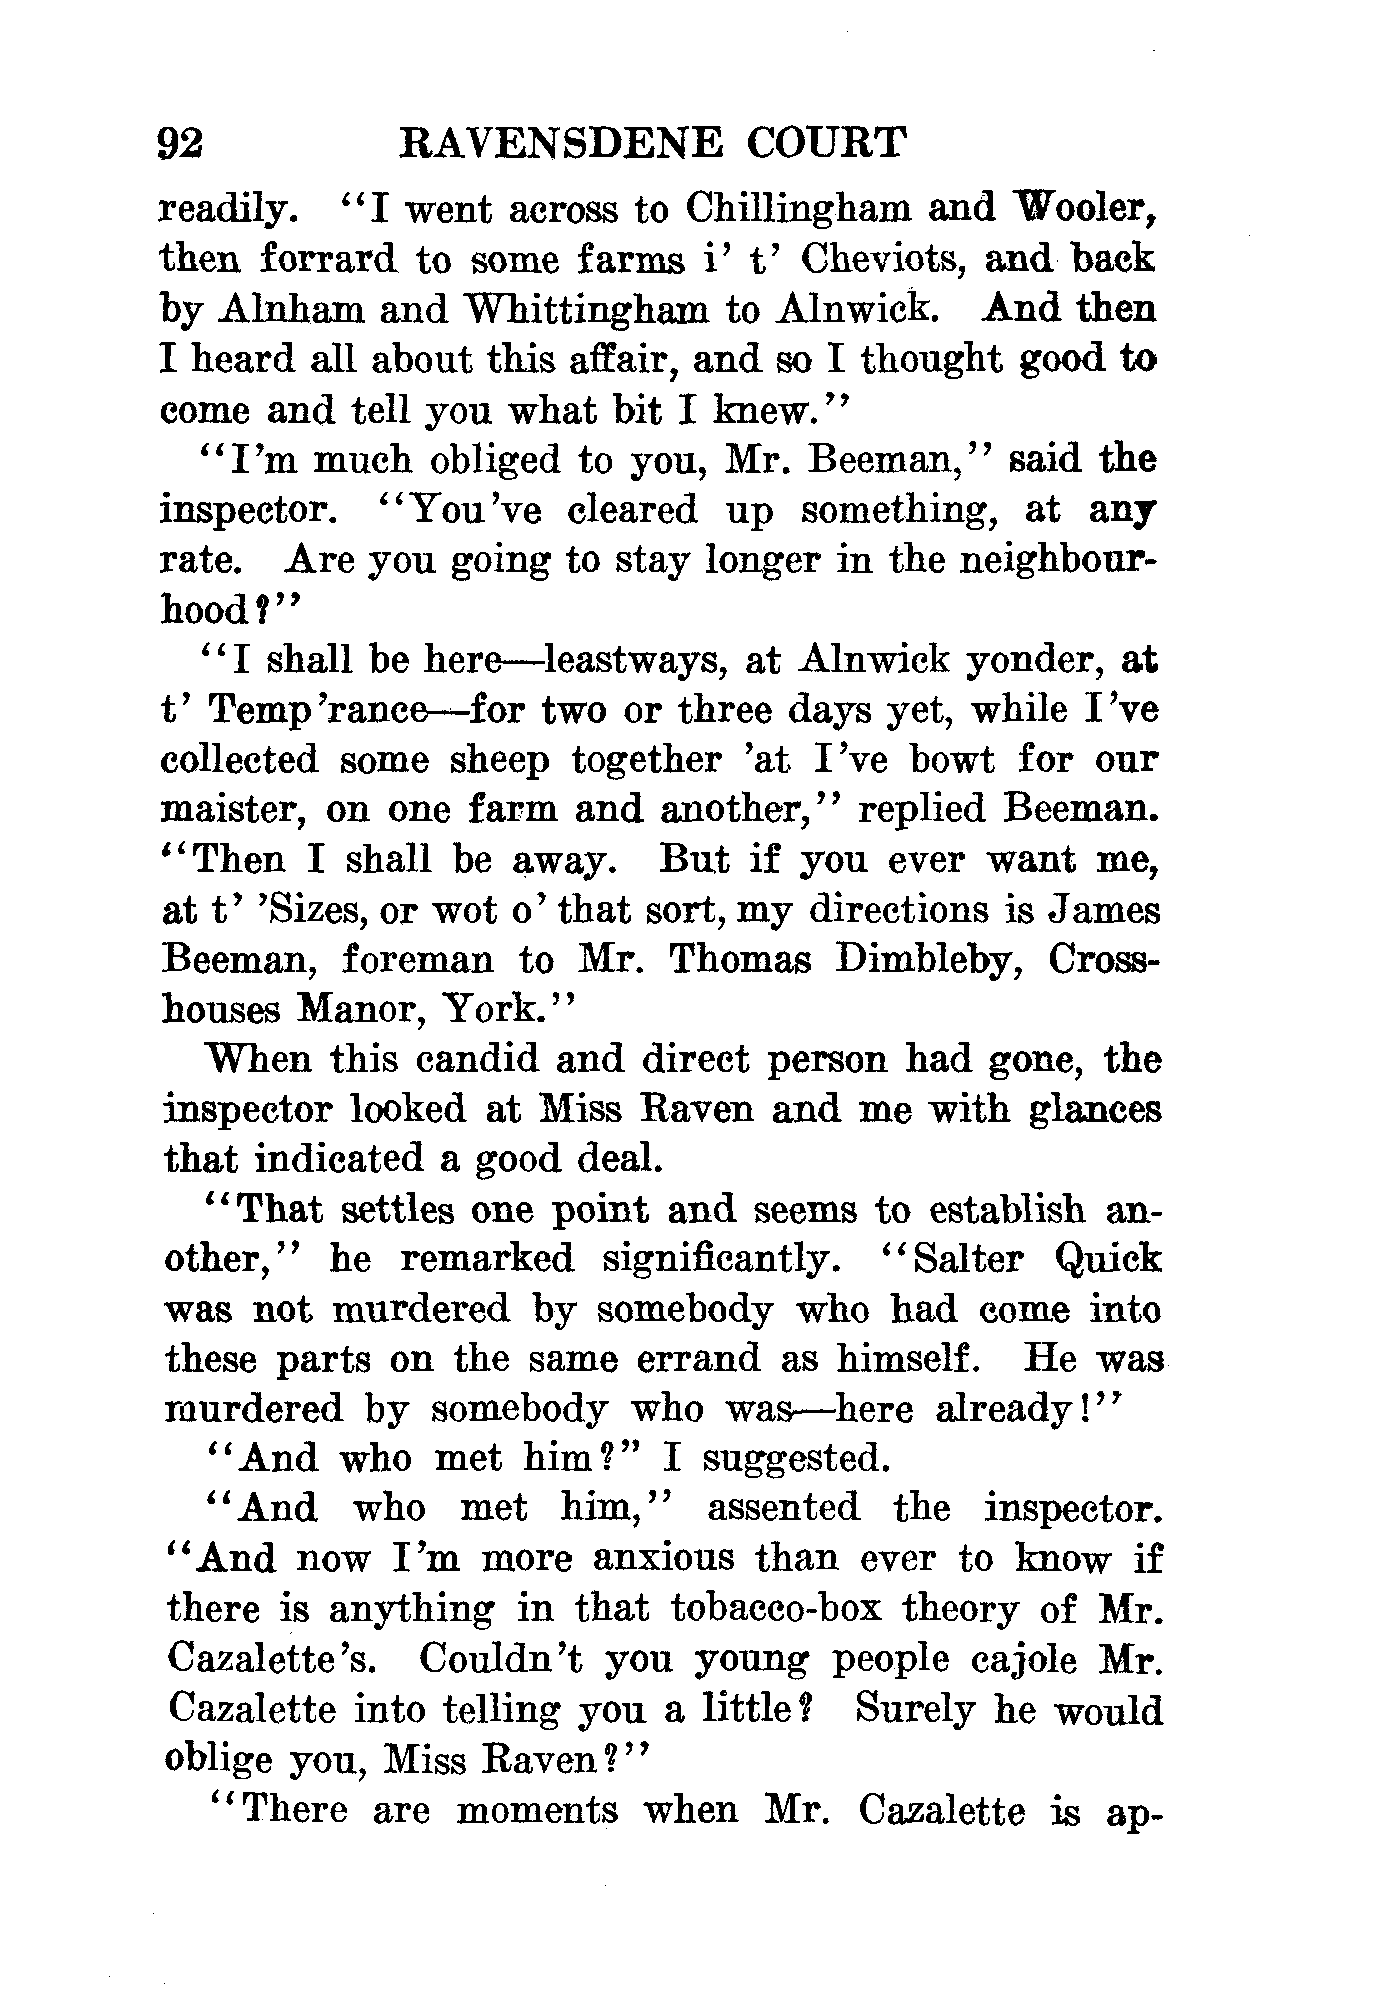 92 RAVENSDENE COURT
readily. "I went across to Chillingham and Wooler,
then forrard to some farms i' t' Cheviots, and back
by Alnham and Whittingham to Alnwick. And then
I heard all about this affair, and so I thought good to
come and tell you what bit I knew."
"I'm much obliged to you, Mr. Beeman," said the
inspector. "You've cleared up something, at any
rate. Are you going to stay longer in the neighbour-
hood?"
"I shall be here—leastways, at Alnwick yonder, at
t' Temp'rance—for two or three days yet, while I've
collected some sheep together 'at I've bowt for our
maister, on one farm and another," replied Beeman.
"Then I shall be away. But if you ever want me,
at t' 'Sizes, or wot o' that sort, my directions is James
Beeman, foreman to Mr. Thomas Dimbleby, Cross-
houses Manor, York."
When this candid and direct person had gone, the
inspector looked at Miss Raven and me with glances
that indicated a good deal.
"That settles one point and seems to establish an-
other," he remarked significantly. "Salter Quick
was not murdered by somebody who had come into
these parts on the same errand as himself. He was
murdered by somebody who was—here already!"
"And who met him?" I suggested.
"And who met him," assented the inspector.
"And now I'm more anxious than ever to know if
there is anything in that tobacco-box theory of Mr.
Cazalette's. Couldn't you young people cajole Mr.
Cazalette into telling you a little? Surely he would
oblige you, Miss Raven?"
"There are moments when Mr. Cazalette is ap-